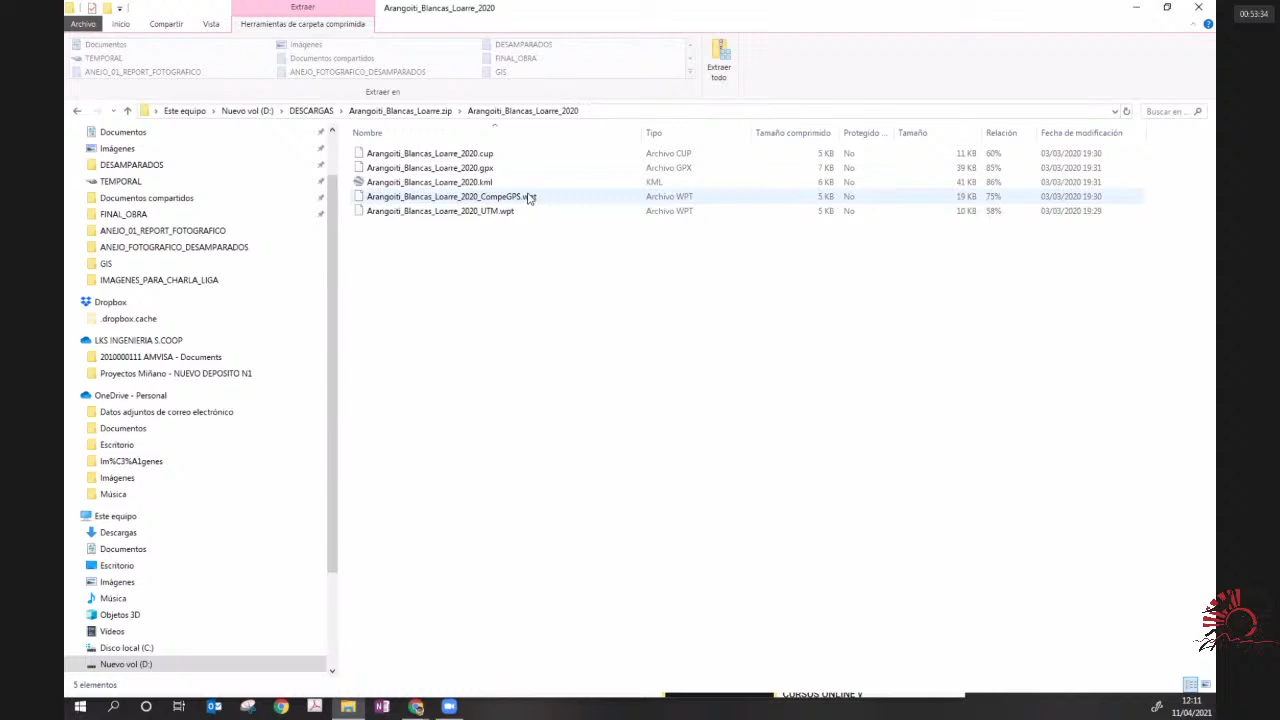 Extraer
Arangoiti_Blancas_Loarre_2020
00:53:34
Archivo
Inicio
Compartir
Vista
Herramientas de carpeta comprimida
Documentos
Imágenes
DESAMPARADOS
TEMPORAL
Documentos compartidos
FINAL_OBRA
ANEJO_01_REPORT_FOTOGRAFICO
ANEJO_FOTOGRAFICO_DESAMPARADOS
GIS
Extraer
todo
Extraer en
Este equipo > Nuevo vol (D:) > DESCARGAS > Arangoiti_Blancas_Loarre.zip > Arangoiti_Blancas_Loarre_2020
Buscar en ...
Nombre Tipo Tamaño comprimido Protegido ... Tamaño Relación Fecha de modificación
Arangoiti_Blancas_Loarre_2020.cup Archivo CUP 5 KB No 11 KB 60% 03/03/2020 19:30
Arangoiti_Blancas_Loarre_2020.gpx Archivo GPX 7 KB No 39 KB 85% 03/03/2020 19:31
Arangoiti_Blancas_Loarre_2020.kml KML 6 KB No 41 KB 86% 03/03/2020 19:31
Arangoiti_Blancas_Loarre_2020_CompeGPS.wpt Archivo WPT 5 KB No 19 KB 75% 03/03/2020 19:30
Arangoiti_Blancas_Loarre_2020_UTM.wpt Archivo WPT 5 KB No 10 KB 58% 03/03/2020 19:29
Documentos
Imágenes
DESAMPARADOS
TEMPORAL
Documentos compartidos
FINAL_OBRA
ANEJO_01_REPORT_FOTOGRAFICO
ANEJO_FOTOGRAFICO_DESAMPARADOS
GIS
IMAGENES_PARA_CHARLA_LIGA
Dropbox
.dropbox.cache
LKS INGENIERIA S.COOP
2010000111 AMVISA - Documents
Proyectos Miñano - NUEVO DEPOSITO N1
OneDrive - Personal
Datos adjuntos de correo electrónico
Documentos
Escritorio
Im%C3%A1genes
Imágenes
Música
Este equipo
Descargas
Documentos
Escritorio
Imágenes
Música
Objetos 3D
Vídeos
Disco local (C:)
Nuevo vol (D:)
5 elementos
CURSOS ONLINE Y
12:11
11/04/2021